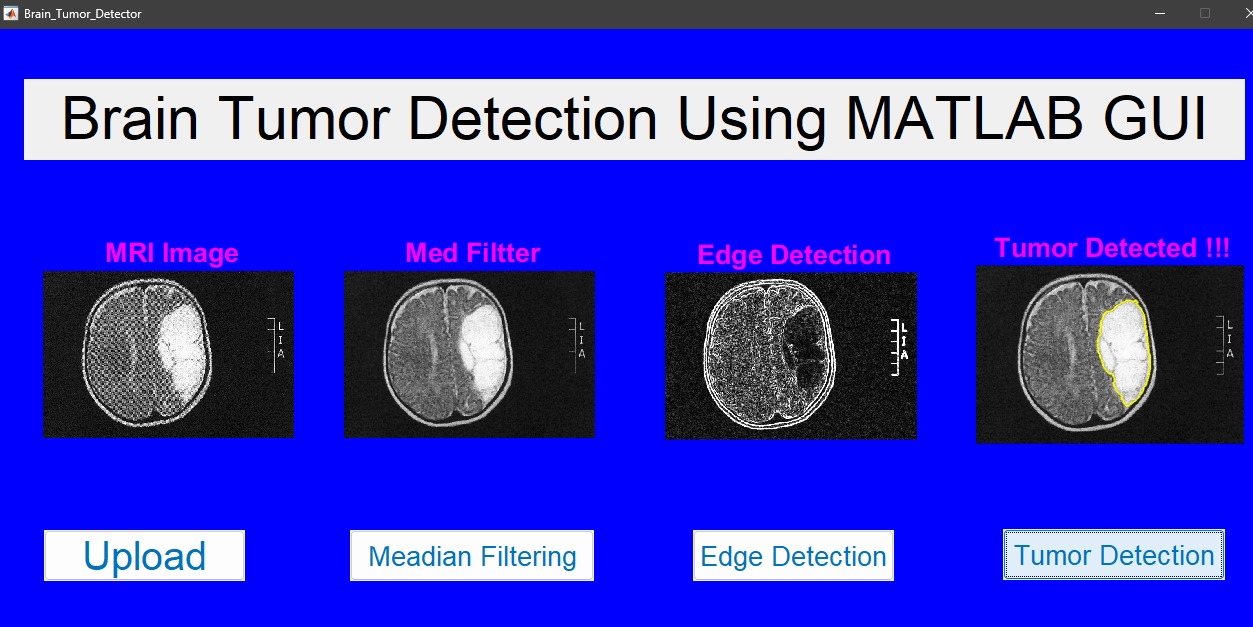 Brain_Tumor_Detector
Brain Tumor Detection Using MATLAB GUI
MRI Image
Med Filtter
Edge Detection
Tumor Detected !!!
L
I
A
L
I
A
L
I
A
L
I
A
Upload
Meadian Filtering
Edge Detection
Tumor Detection